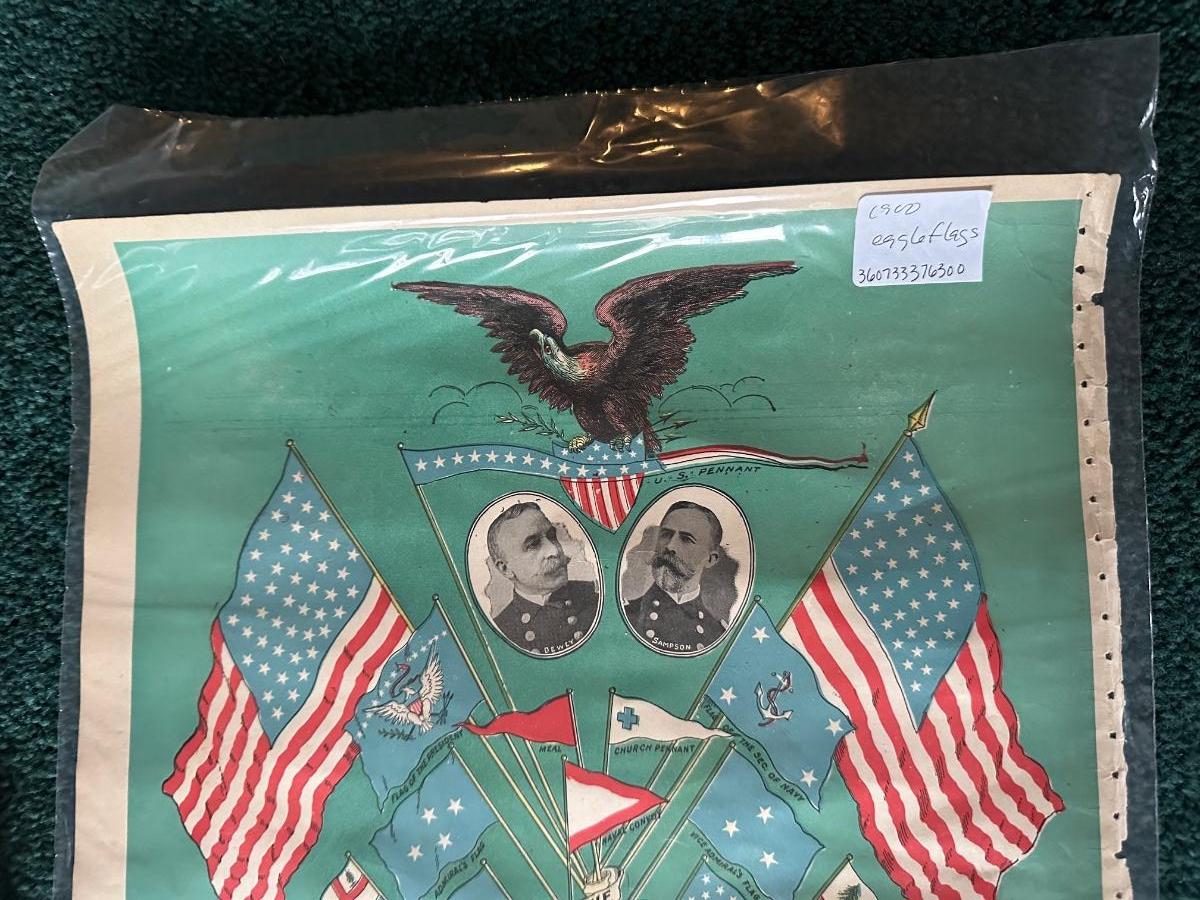 eagle flags
360733376300
U. S. PENNANT
DEWEY
SAMPSON
MEAL
CHURCH PENNANT
FLAG OF THE PRESIDENT
FLAG OF THE SEC. OF NAVY
NAVAL CONVOY
ADMIRAL'S FLAG
VICE ADMIRAL'S FLAG